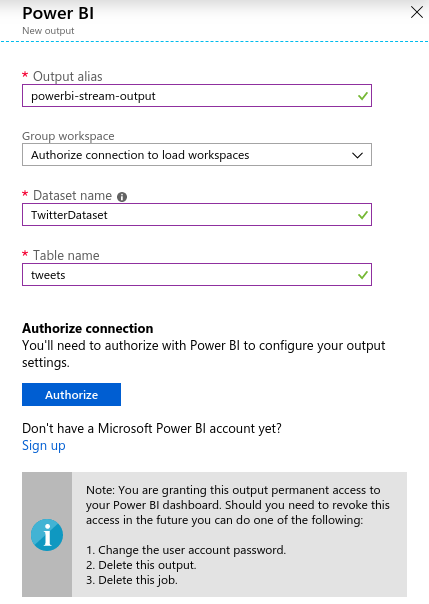 Power BI
New output
* Output alias
powerbi-stream-output
Group workspace
Authorize connection to load workspaces
* Dataset name
TwitterDataset
* Table name
tweets
Authorize connection
You'll need to authorize with Power BI to configure your output
settings.
Authorize
Don't have a Microsoft Power BI account yet?
Sign up
Note: You are granting this output permanent access to
your Power BI dashboard. Should you need to revoke this
access in the future you can do one of the following:
1. Change the user account password.
2. Delete this output.
3. Delete this job.